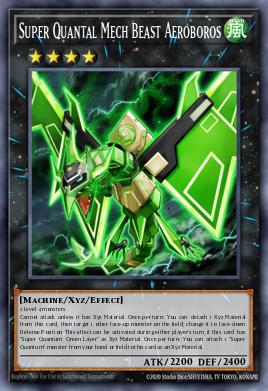 Super Quantal Mech Beast Aeroboros
WIND
風
[Machine/Xyz/Effect]
2 Level 4 monsters
Cannot attack unless it has Xyz Material. Once per turn: You can detach 1 Xyz Material
from this card, then target 1 other face-up monster on the field; change it to face-down
Defense Position. This effect can be activated during either player's turn, if this card has
"Super Quantum Green Layer" as Xyz Material. Once per turn: You can attach 1 "Super
Quantum" monster from your hand or field to this card as an Xyz Material.
ATK/2200 DEF/2400
Replica - Not For Use in Sanctioned Tournaments
©2020 Studio Dice/SHUEISHA, TV TOKYO, KONAMI